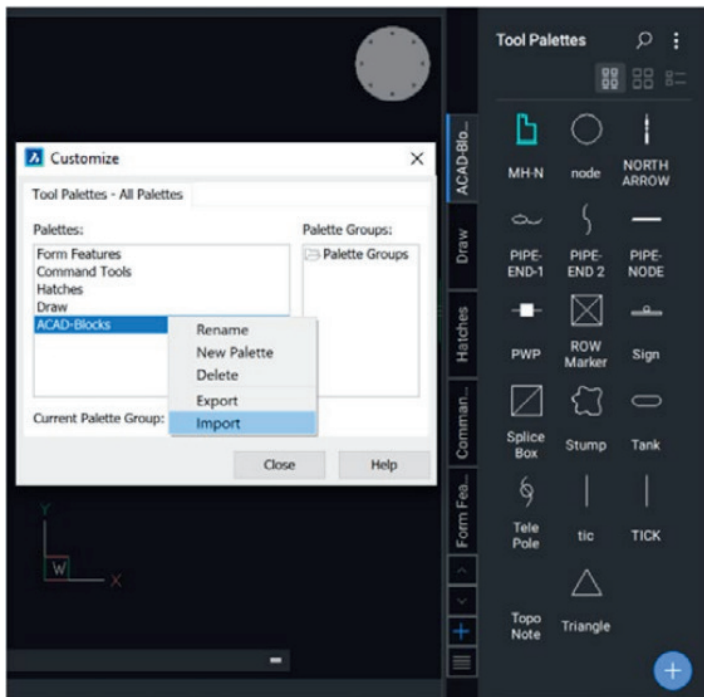 Customize
Tool Palettes - All Palettes
Palettes:
Palette Groups:
Form Features
Command Tools
Hatches
Draw
ACAD-Blocks
Palette Groups
Rename
New Palette
Delete
Export
Import
Current Palette Group:
Close
Help
Y
W
X
ACAD-Blo...
Draw
Hatches
Comman...
Form Fea...
Tool Palettes
MH-N
node
NORTH
ARROW
PIPE-
END-1
PIPE-
END 2
PIPE-
NODE
PWP
ROW
Marker
Sign
Splice
Box
Stump
Tank
Tele
Pole
tic
TICK
Topo
Note
Triangle